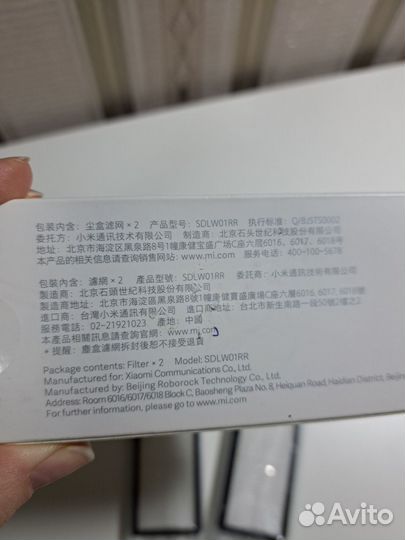 包装内含：尘盒滤网×2　产品型号：SDLW01RR　执行标准：Q/BJSTS0002
委托方：小米通讯技术有限公司　制造商：北京石头世纪科技股份有限公司
地址：北京市海淀区黑泉路8号1幢康健宝盛广场C座六层6016、6017、6018号
本产品的相关信息请查询 www.mi.com　服务热线：400-100-5678
包裝內含：濾網×2　產品型號：SDLW01RR　委託商：小米通訊技術有限公司
製造商：北京石頭世紀科技股份有限公司
製造商地址：北京市海淀區黑泉路8號1幢康健寶盛廣場C座六層6016、6017、6018號
進口商：台灣小米通訊有限公司　進口商地址：台北市新生南路一段50號2樓之2
服務電話：02-21921023　產地：中國
本產品相關訊息請查詢官網：www.mi.com
*提醒：塵盒濾網拆封後恕不接受退貨
Package contents: Filter × 2　Model: SDLW01RR
Manufactured for: Xiaomi Communications Co., Ltd.
Manufactured by: Beijing Roborock Technology Co., Ltd.
Address: Room 6016/6017/6018 Block C, Baosheng Plaza No. 8, Heiquan Road, Haidian District, Beijing
For further information, please go to www.mi.com
Avito